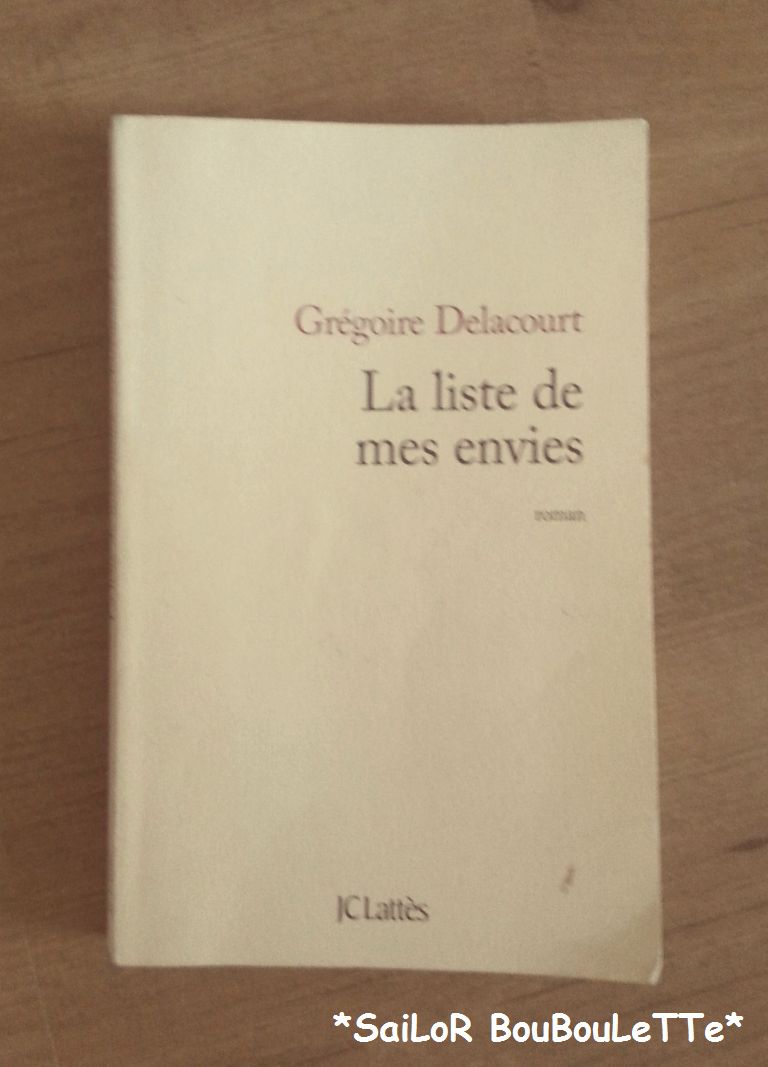 Grégoire Delacourt
La liste de
mes envies
roman
JC Lattès
*SaiLoR BouBouLeTTe*